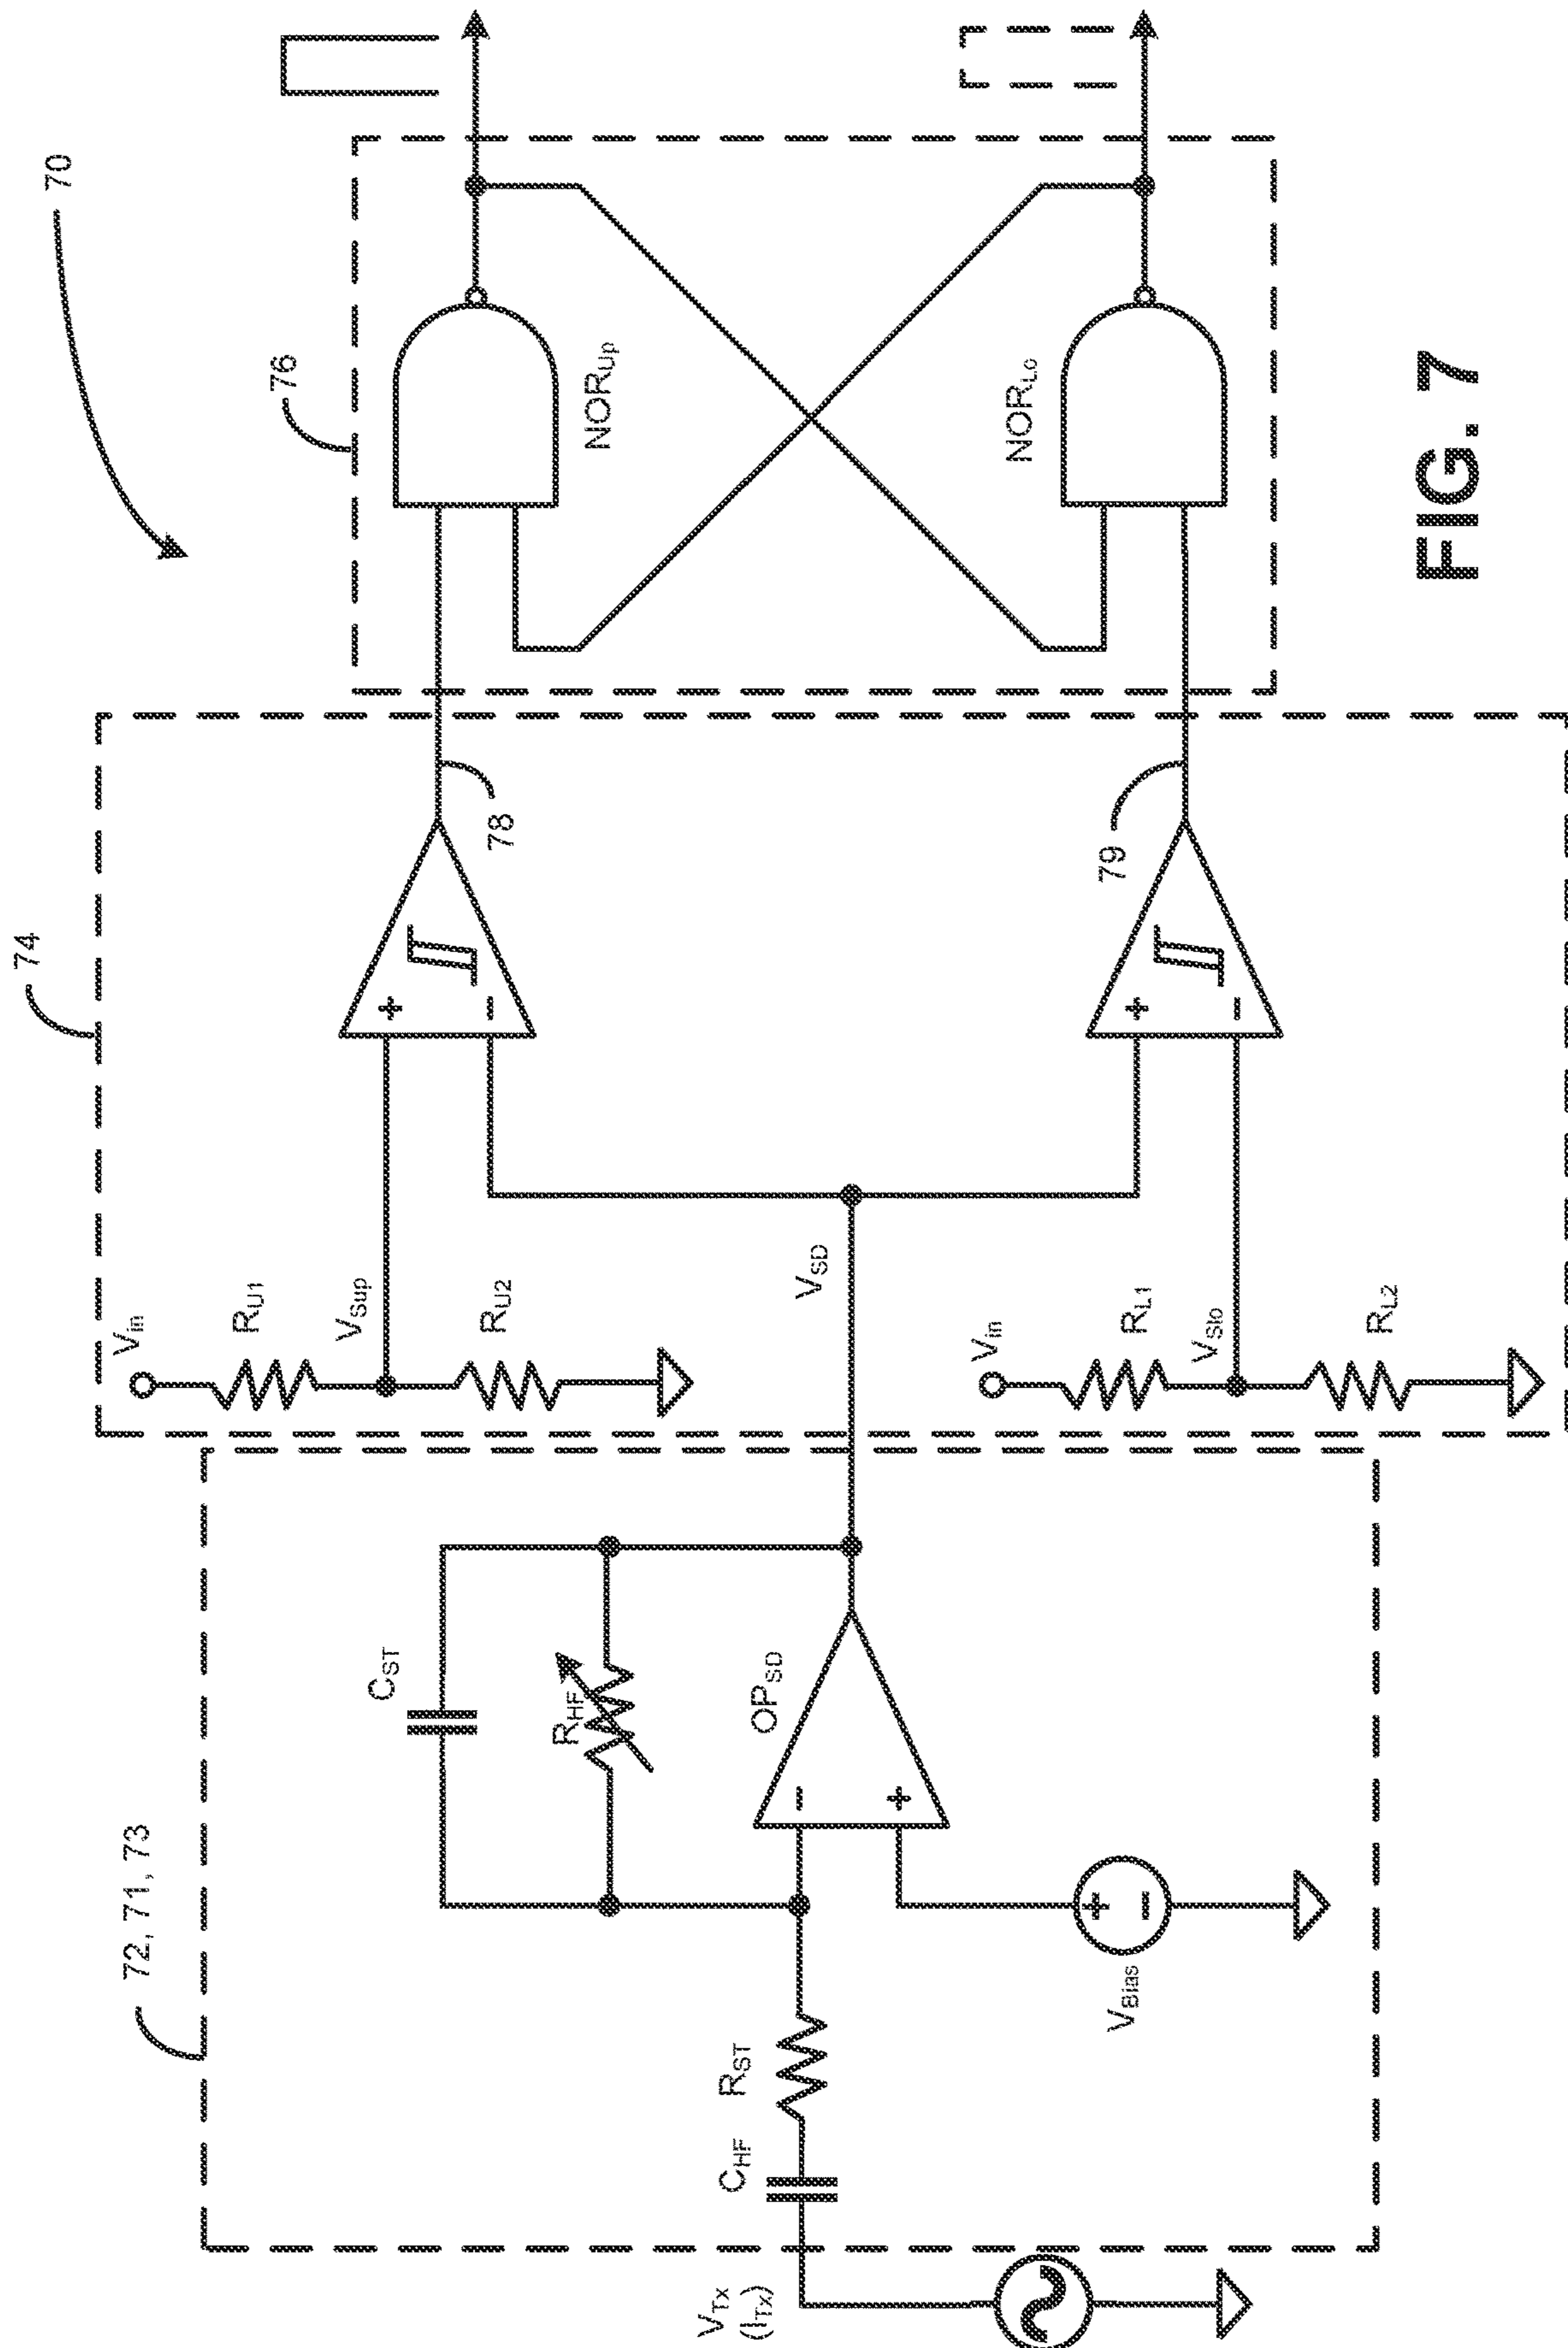 70
72, 71, 73
74
76
V_Tx
(I_Tx)
C_HF
R_ST
C_ST
R_HF
OP_SD
−
+
V_Bias
+
−
V_in
R_U1
V_Sup
R_U2
V_SD
V_in
R_L1
V_Slo
R_L2
+
−
78
+
−
79
NOR_Up
NOR_Lo
FIG. 7